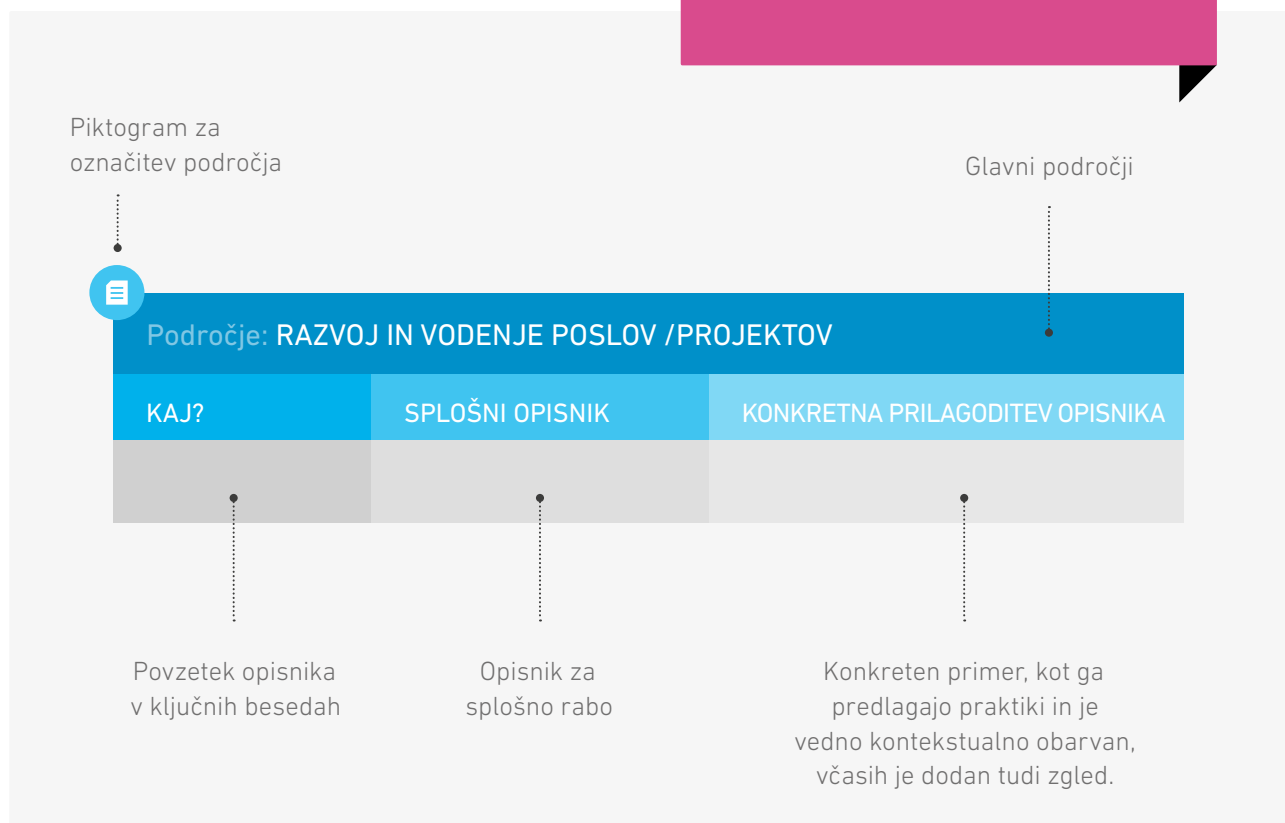 Piktogram za
označitev področja
Glavni področji
Področje: RAZVOJ IN VODENJE POSLOV /PROJEKTOV
KAJ?
SPLOŠNI OPISNIK
KONKRETNA PRILAGODITEV OPISNIKA
Povzetek opisnika
v ključnih besedah
Opisnik za
splošno rabo
Konkreten primer, kot ga
predlagajo praktiki in je
vedno kontekstualno obarvan,
včasih je dodan tudi zgled.